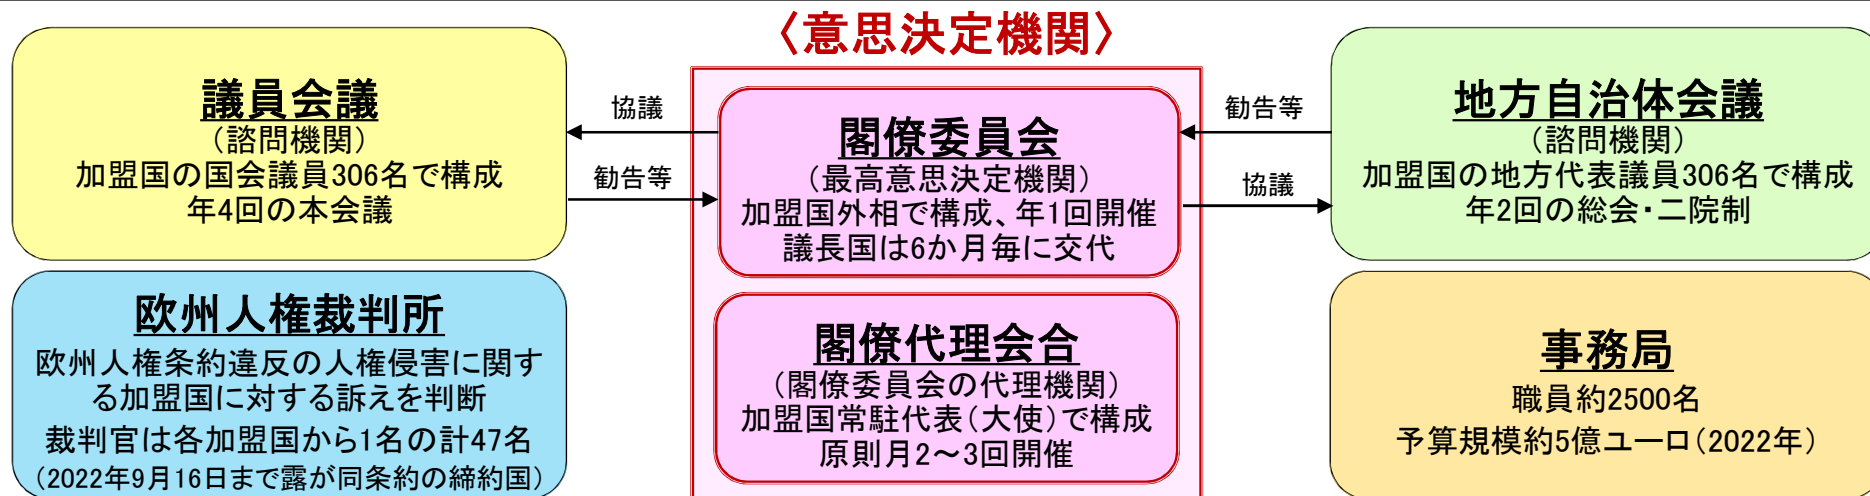 〈意思決定機関〉
議員会議
（諮問機関）
加盟国の国会議員306名で構成
年4回の本会議
協議
勧告等
閣僚委員会
（最高意思決定機関）
加盟国外相で構成、年1回開催
議長国は6か月毎に交代
勧告等
協議
地方自治体会議
（諮問機関）
加盟国の地方代表議員306名で構成
年2回の総会・二院制
欧州人権裁判所
欧州人権条約違反の人権侵害に関す
る加盟国に対する訴えを判断
裁判官は各加盟国から1名の計47名
（2022年9月16日まで露が同条約の締約国）
閣僚代理会合
（閣僚委員会の代理機関）
加盟国常駐代表（大使）で構成
原則月2～3回開催
事務局
職員約2500名
予算規模約5億ユーロ（2022年）